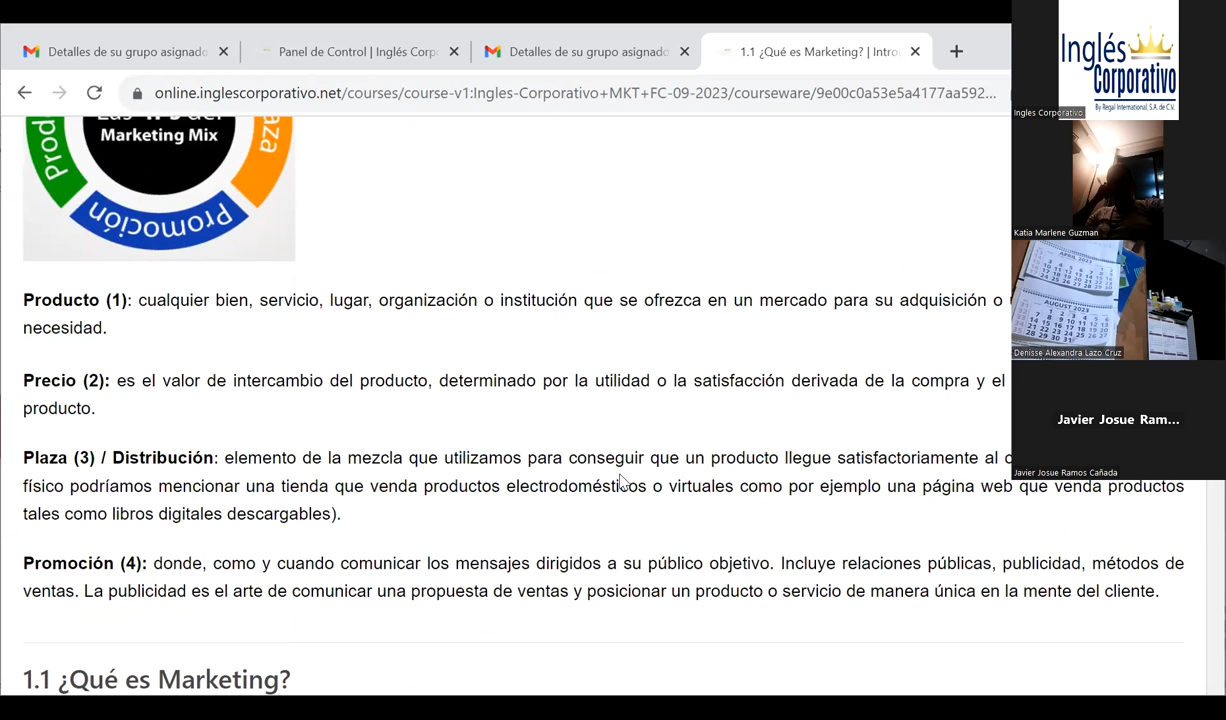 Detalles de su grupo asignado
Panel de Control | Inglés Corp
Detalles de su grupo asignado
1.1 ¿Qué es Marketing? | Intro
online.inglescorporativo.net/courses/course-v1:Ingles-Corporativo+MKT+FC-09-2023/courseware/9e00c0a53e5a4177aa592...
Marketing Mix
Promoción
Producto (1): cualquier bien, servicio, lugar, organización o institución que se ofrezca en un mercado para su adquisición o
necesidad.
Precio (2): es el valor de intercambio del producto, determinado por la utilidad o la satisfacción derivada de la compra y el
producto.
Plaza (3) / Distribución: elemento de la mezcla que utilizamos para conseguir que un producto llegue satisfactoriamente al
físico podríamos mencionar una tienda que venda productos electrodomésticos o virtuales como por ejemplo una página web que venda productos
tales como libros digitales descargables).
Promoción (4): donde, como y cuando comunicar los mensajes dirigidos a su público objetivo. Incluye relaciones públicas, publicidad, métodos de
ventas. La publicidad es el arte de comunicar una propuesta de ventas y posicionar un producto o servicio de manera única en la mente del cliente.
1.1 ¿Qué es Marketing?
Inglés
Corporativo
By Regal International, S.A. de C.V.
Ingles Corporativo
Katia Marlene Guzman
APRIL 2023
AUGUST 2023
Denisse Alexandra Lazo Cruz
Javier Josue Ram...
Javier Josue Ramos Cañada